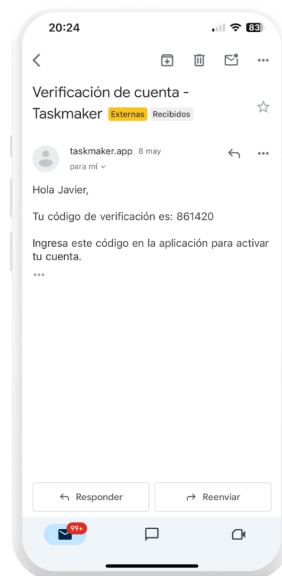 20:24
83
Verificación de cuenta -
Taskmaker Externas Recibidos
taskmaker.app 8 may
para mí
Hola Javier,
Tu código de verificación es: 861420
Ingresa este código en la aplicación para activar
tu cuenta.
Responder
Reenviar
99+